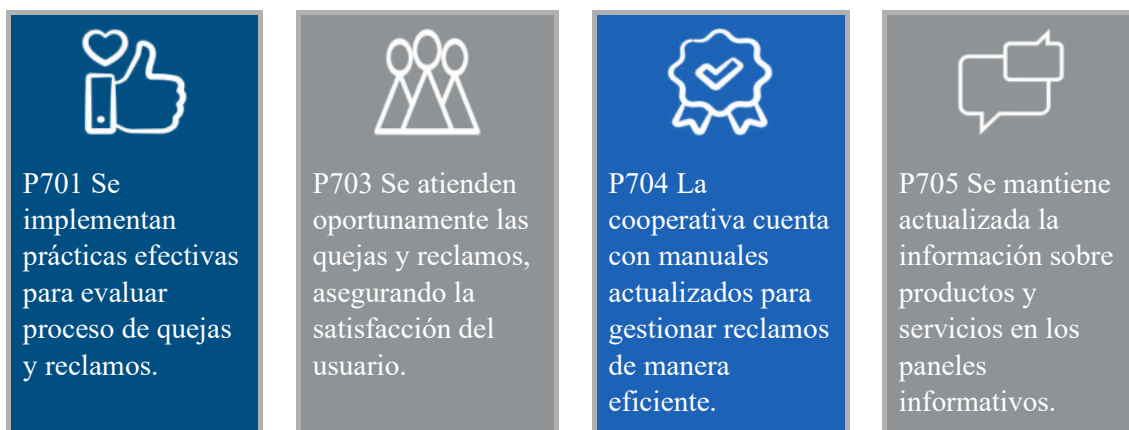 P701 Se
implementan
prácticas efectivas
para evaluar
proceso de quejas
y reclamos.
P703 Se atienden
oportunamente las
quejas y reclamos,
asegurando la
satisfacción del
usuario.
P704 La
cooperativa cuenta
con manuales
actualizados para
gestionar reclamos
de manera
eficiente.
P705 Se mantiene
actualizada la
información sobre
productos y
servicios en los
paneles
informativos.